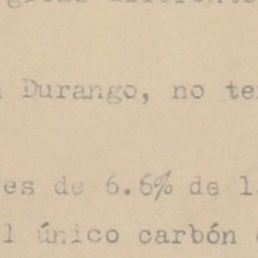 Durango, no te
es de 6.6% de l
l único carbón